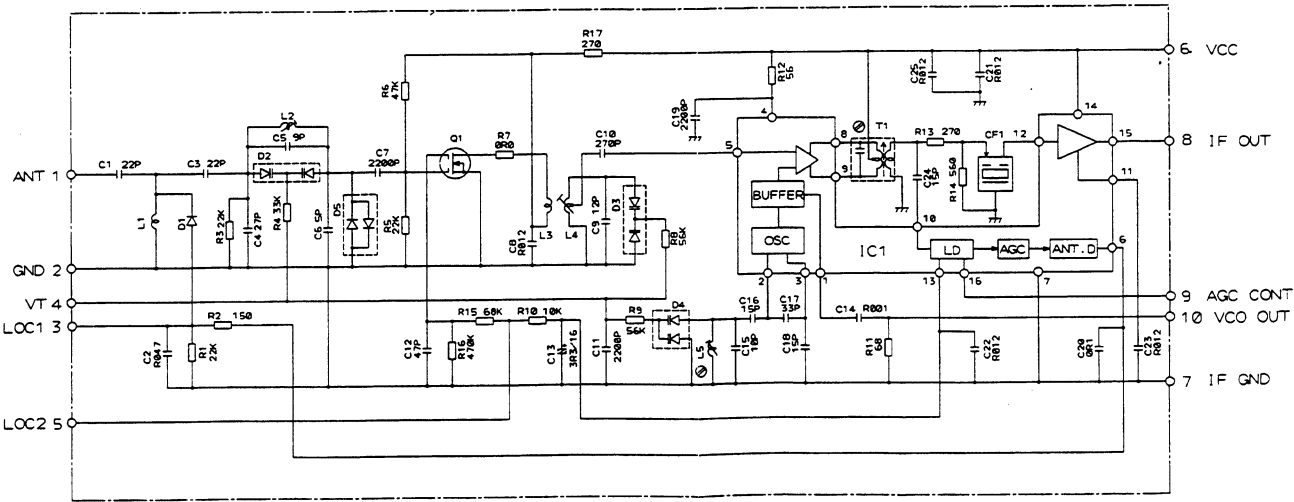 R17
270
6 VCC
R6
47K
R12
56
C25
R012
C21
R012
C19
2200P
4
14
L2
C5 9P
D2
Q1
R7
0R0
C10
270P
8
T1
R13 270
CF1
12
15
8 IF OUT
C1 22P
C3 22P
C7
2200P
5
9
C24
15P
R14 560
11
ANT 1
BUFFER
10
L1
D1
R3 22K
C4 27P
R4 33K
C6 5P
D5
R5
22K
C8
R012
L3
L4
C9 12P
D3
R8
56K
OSC
IC1
LD
AGC
ANT.D
6
GND 2
2
3
1
13
16
7
VT 4
9 AGC CONT
LOC1 3
R2 150
R15 68K
R10 10K
R9
56K
D4
C16
15P
C17
33P
C14 R001
10 VCO OUT
C2
R047
R1
22K
C12
47P
R16
470K
C13
3R3/16
C11
2200P
L5
C15
10P
C18
15P
R11
68
C22
R012
C20
0R1
C23
R012
7 IF GND
LOC2 5